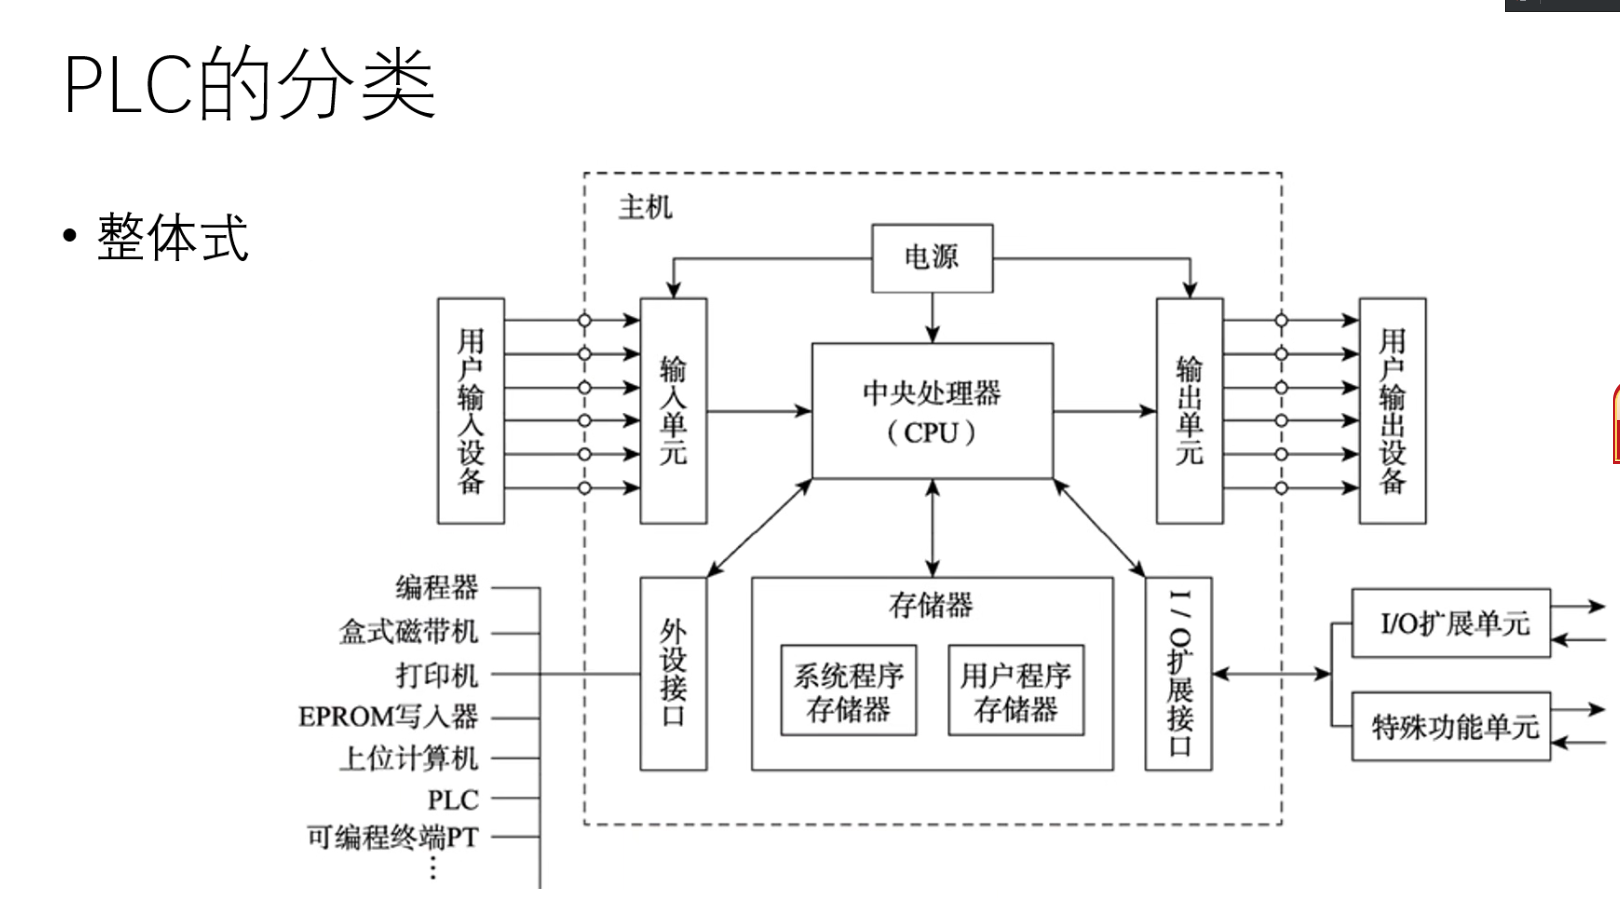 PLC的分类
• 整体式
主机
电源
用户输入设备
输入单元
中央处理器
（CPU）
输出单元
用户输出设备
编程器
盒式磁带机
打印机
EPROM写入器
上位计算机
PLC
可编程终端PT
⋮
外设接口
存储器
系统程序
存储器
用户程序
存储器
I/O扩展接口
I/O扩展单元
特殊功能单元